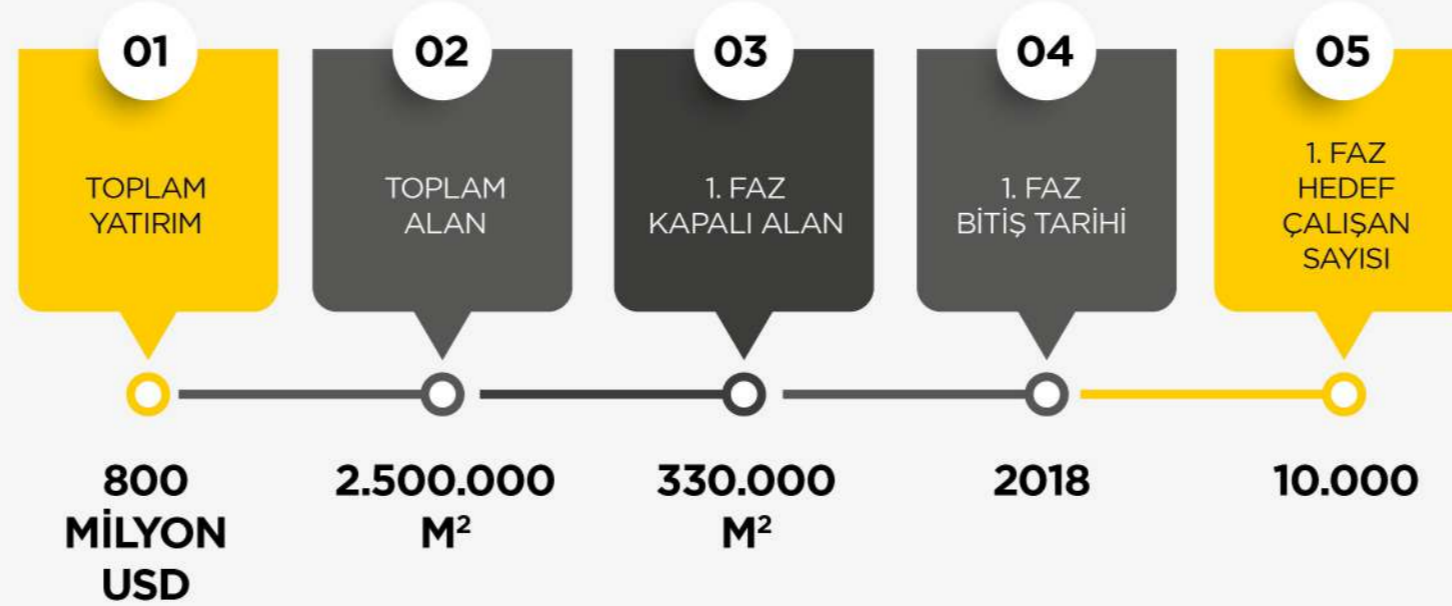 01
TOPLAM
YATIRIM
800
MİLYON
USD
02
TOPLAM
ALAN
2.500.000
M²
03
1. FAZ
KAPALI ALAN
330.000
M²
04
1. FAZ
BİTİŞ TARİHİ
2018
05
1. FAZ
HEDEF
ÇALIŞAN
SAYISI
10.000